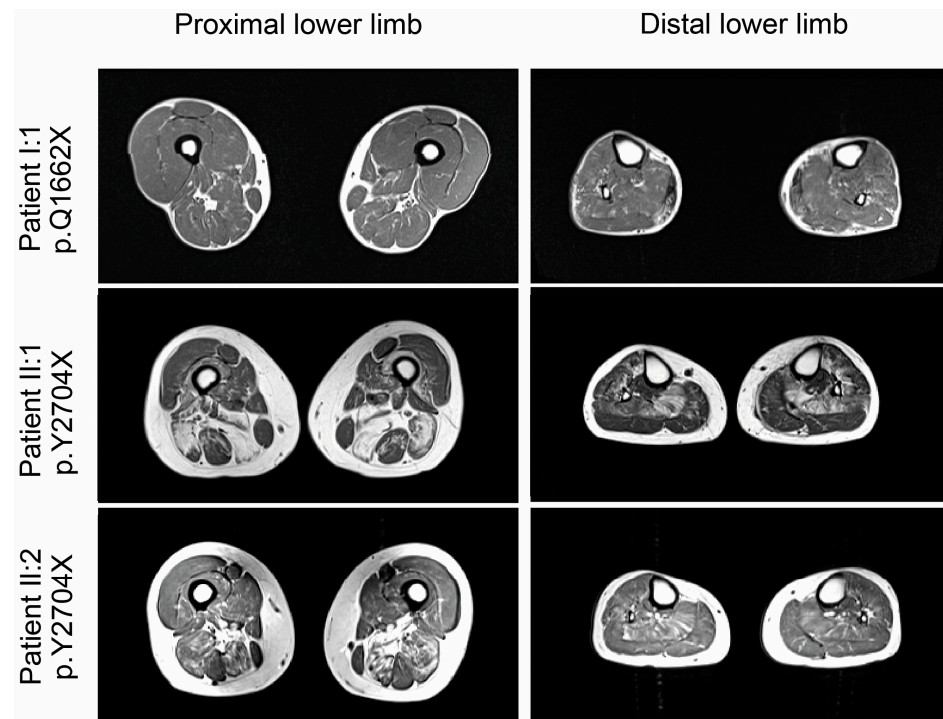 Proximal lower limb
Distal lower limb
Patient I:1
p.Q1662X
Patient II:1
p.Y2704X
Patient II:2
p.Y2704X